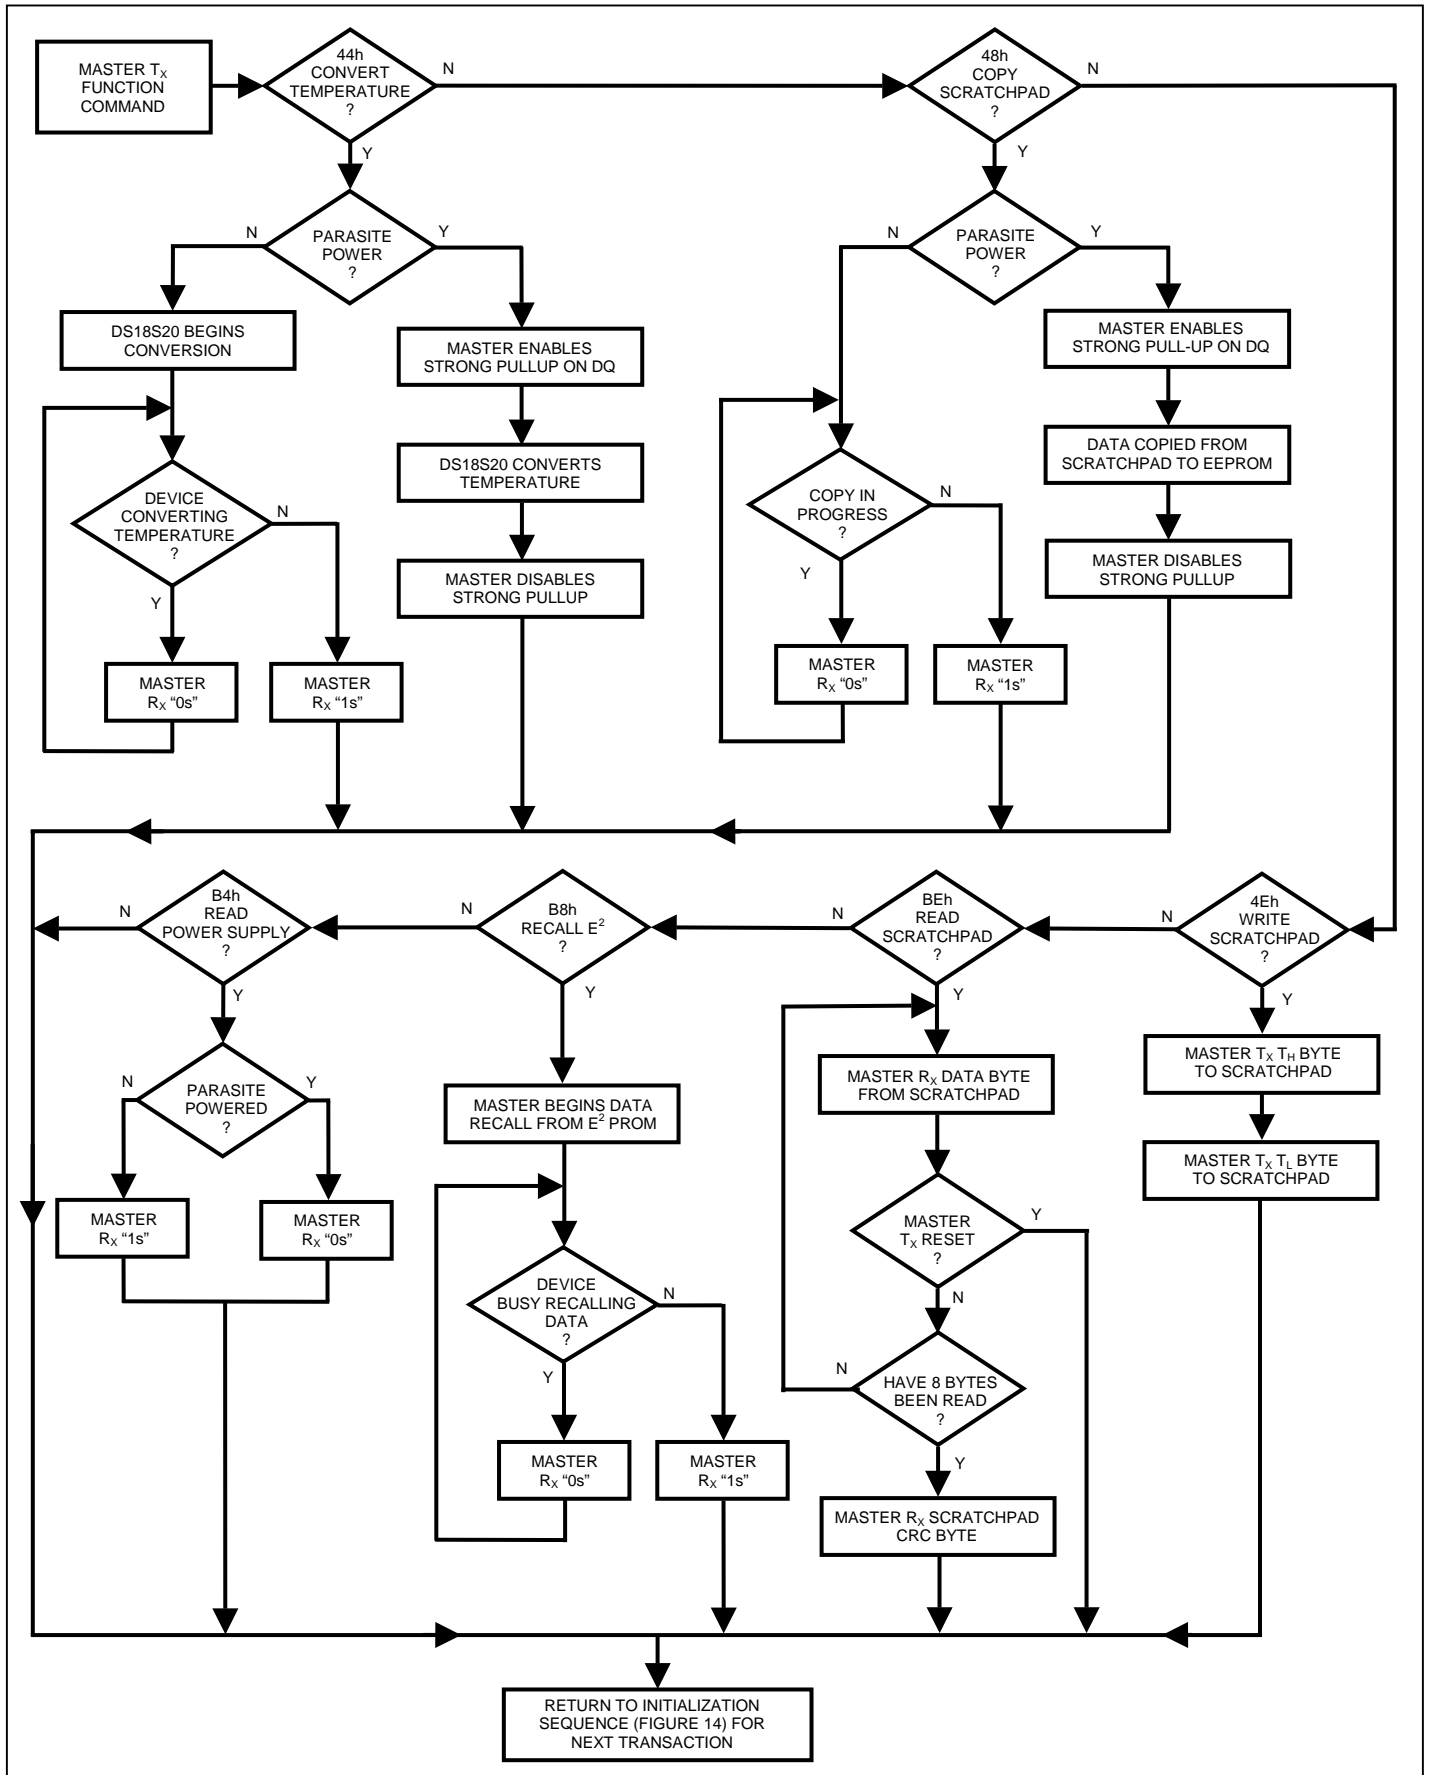 MASTER TX
FUNCTION
COMMAND
44h
CONVERT
TEMPERATURE
?
N
Y
48h
COPY
SCRATCHPAD
?
N
Y
PARASITE
POWER
?
N
Y
PARASITE
POWER
?
N
Y
DS18S20 BEGINS
CONVERSION
MASTER ENABLES
STRONG PULLUP ON DQ
MASTER ENABLES
STRONG PULL-UP ON DQ
DS18S20 CONVERTS
TEMPERATURE
DATA COPIED FROM
SCRATCHPAD TO EEPROM
DEVICE
CONVERTING
TEMPERATURE
?
N
Y
COPY IN
PROGRESS
?
N
Y
MASTER DISABLES
STRONG PULLUP
MASTER DISABLES
STRONG PULLUP
MASTER
RX “0s”
MASTER
RX “1s”
MASTER
RX “0s”
MASTER
RX “1s”
B4h
READ
POWER SUPPLY
?
N
Y
B8h
RECALL E2
?
N
Y
BEh
READ
SCRATCHPAD
?
N
Y
4Eh
WRITE
SCRATCHPAD
?
N
Y
PARASITE
POWERED
?
N
Y
MASTER BEGINS DATA
RECALL FROM E2 PROM
MASTER RX DATA BYTE
FROM SCRATCHPAD
MASTER TX TH BYTE
TO SCRATCHPAD
MASTER TX TL BYTE
TO SCRATCHPAD
MASTER
RX “1s”
MASTER
RX “0s”
MASTER
TX RESET
?
Y
N
DEVICE
BUSY RECALLING
DATA
?
N
Y
HAVE 8 BYTES
BEEN READ
?
N
Y
MASTER
RX “0s”
MASTER
RX “1s”
MASTER RX SCRATCHPAD
CRC BYTE
RETURN TO INITIALIZATION
SEQUENCE (FIGURE 14) FOR
NEXT TRANSACTION